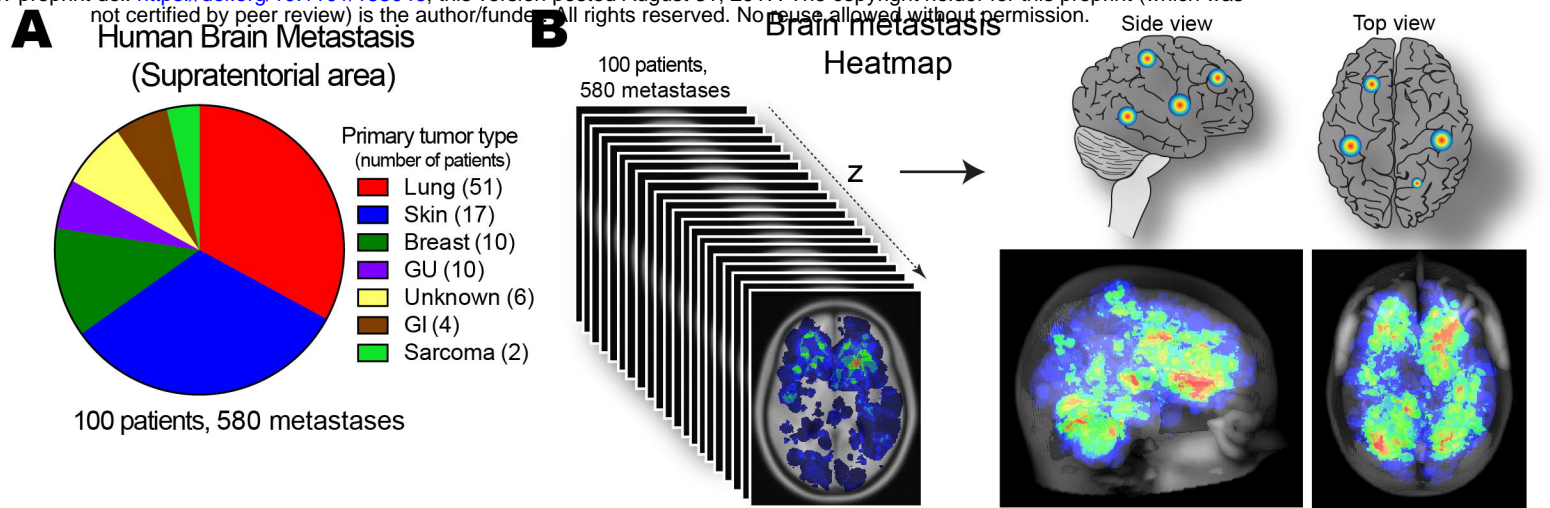 not certified by peer review) is the author/funder. All rights reserved. No reuse allowed without permission.
A
Human Brain Metastasis
(Supratentorial area)
Primary tumor type
(number of patients)
Lung (51)
Skin (17)
Breast (10)
GU (10)
Unknown (6)
GI (4)
Sarcoma (2)
100 patients, 580 metastases
B
Brain metastasis
Heatmap
100 patients,
580 metastases
z
Side view
Top view